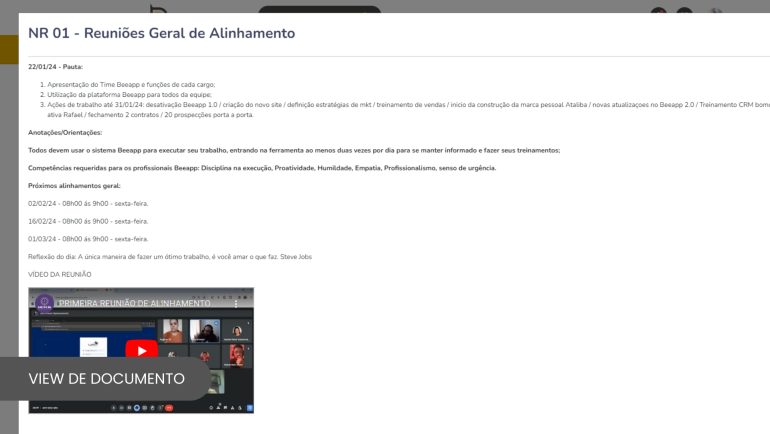 NR 01 - Reuniões Geral de Alinhamento
22/01/24 - Pauta:
1. Apresentação do Time Beeapp e funções de cada cargo;
2. Utilização da plataforma Beeapp para todos da equipe;
3. Ações de trabalho até 31/01/24: desativação Beeapp 1.0 / criação do novo site / definição estratégias de mkt / treinamento de vendas / inicio da construção da marca pessoal Ataliba / novas atualizaçoes no Beeapp 2.0 / Treinamento CRM
ativa Rafael / fechamento 2 contratos / 20 prospecções porta a porta.
Anotações/Orientações:
Todos devem usar o sistema Beeapp para executar seu trabalho, entrando na ferramenta ao menos duas vezes por dia para se manter informado e fazer seus treinamentos;
Competências requeridas para os profissionais Beeapp: Disciplina na execução, Proatividade, Humildade, Empatia, Profissionalismo, senso de urgência.
Próximos alinhamentos geral:
02/02/24 - 08h00 ás 9h00 - sexta-feira.
16/02/24 - 08h00 ás 9h00 - sexta-feira.
01/03/24 - 08h00 ás 9h00 - sexta-feira.
Reflexão do dia: A única maneira de fazer um ótimo trabalho, é você amar o que faz. Steve Jobs
VÍDEO DA REUNIÃO
PRIMEIRA REUNIÃO DE ALINHAMENTO
VIEW DE DOCUMENTO